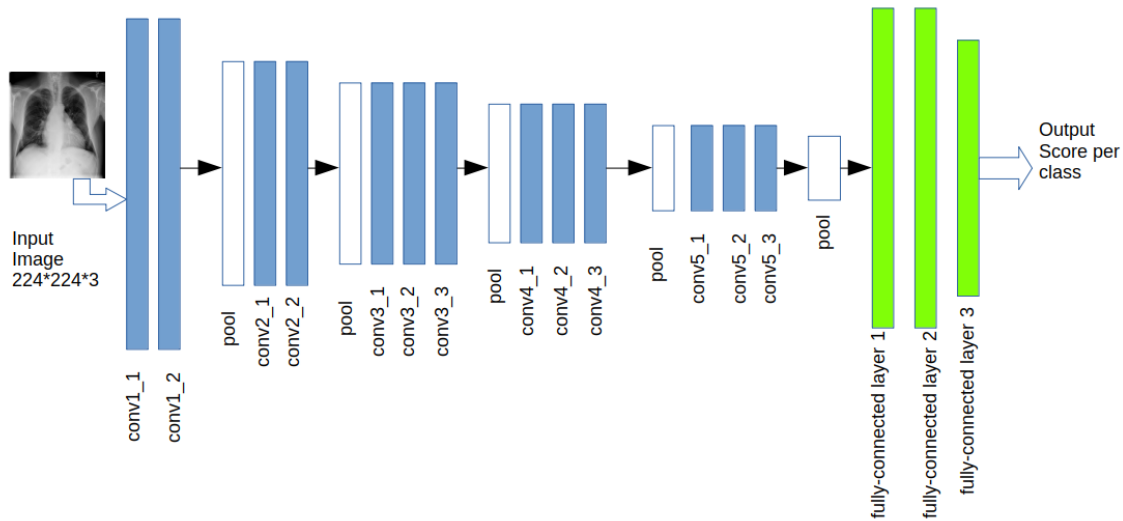 Input
Image
224*224*3
conv1_1
conv1_2
pool
conv2_1
conv2_2
pool
conv3_1
conv3_2
conv3_3
pool
conv4_1
conv4_2
conv4_3
pool
conv5_1
conv5_2
conv5_3
pool
fully-connected layer 1
fully-connected layer 2
fully-connected layer 3
Output
Score per
class